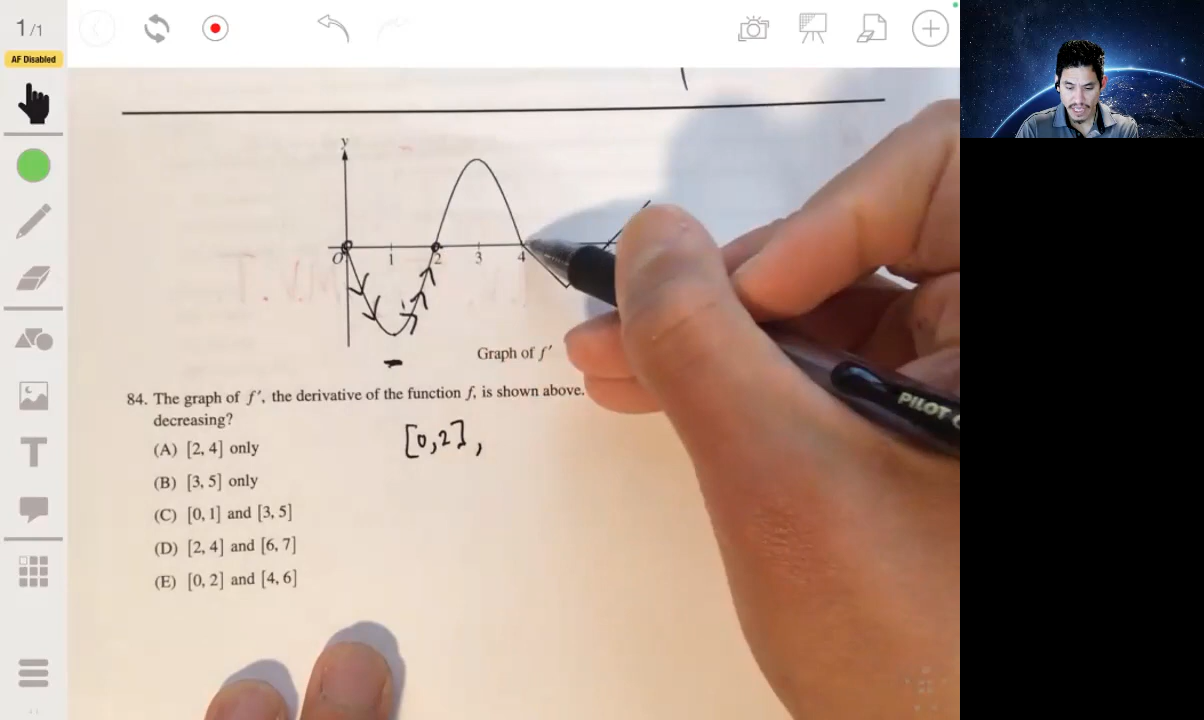 1/1
AF Disabled
y
O
1
2
3
4
Graph of f'
84. The graph of f', the derivative of the function f, is shown above.
decreasing?
[0,2],
(A) [2, 4] only
(B) [3, 5] only
(C) [0, 1] and [3, 5]
(D) [2, 4] and [6, 7]
(E) [0, 2] and [4, 6]
PILOT
T